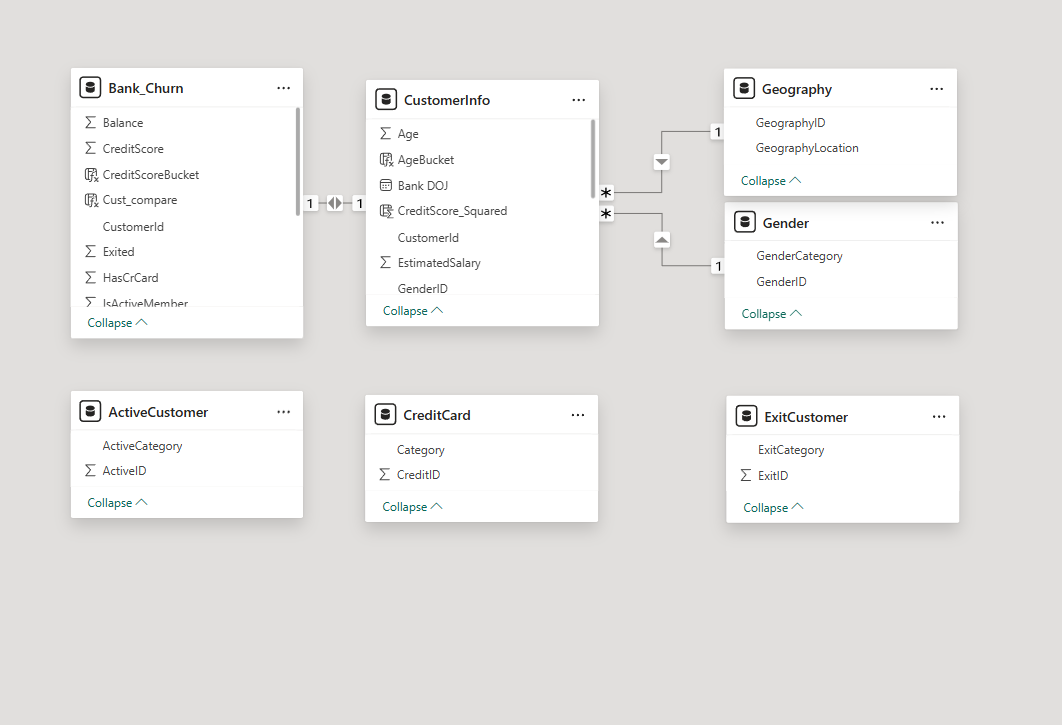 Bank_Churn
Balance
CreditScore
CreditScoreBucket
Cust_compare
CustomerId
Exited
HasCrCard
IsActiveMember
Collapse
1
1
CustomerInfo
Age
AgeBucket
Bank DOJ
CreditScore_Squared
CustomerId
EstimatedSalary
GenderID
Collapse
*
*
1
1
Geography
GeographyID
GeographyLocation
Collapse
Gender
GenderCategory
GenderID
Collapse
ActiveCustomer
ActiveCategory
ActiveID
Collapse
CreditCard
Category
CreditID
Collapse
ExitCustomer
ExitCategory
ExitID
Collapse